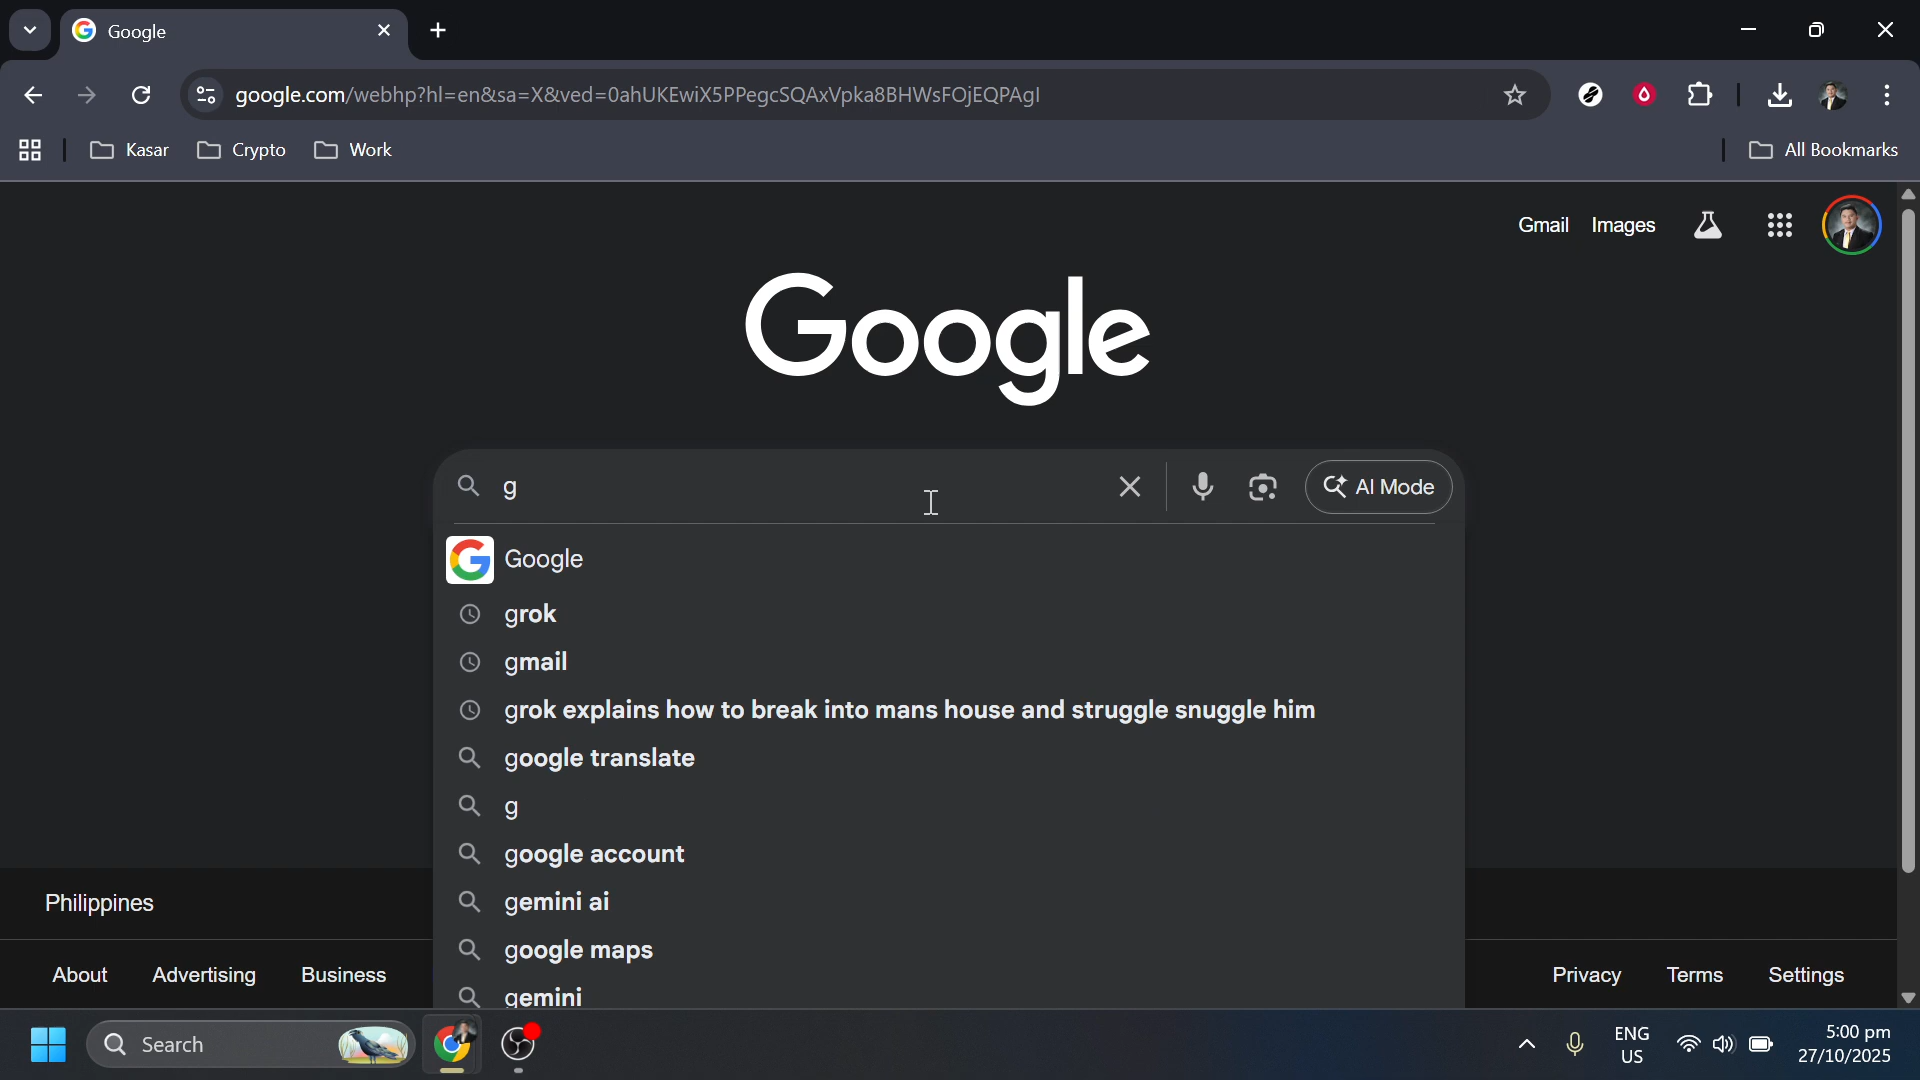 Google
google.com/webhp?hl=en&sa=X&ved=0ahUKEwiX5PPegcSQAxVpka8BHWsFOjEQPAgI
Kasar Crypto Work All Bookmarks
Gmail Images
Google
g AI Mode
Google
grok
gmail
grok explains how to break into mans house and struggle snuggle him
google translate
g
google account
gemini ai
Philippines
google maps
About Advertising Business Privacy Terms Settings
gemini
Search ENG US 5:00 pm
27/10/2025